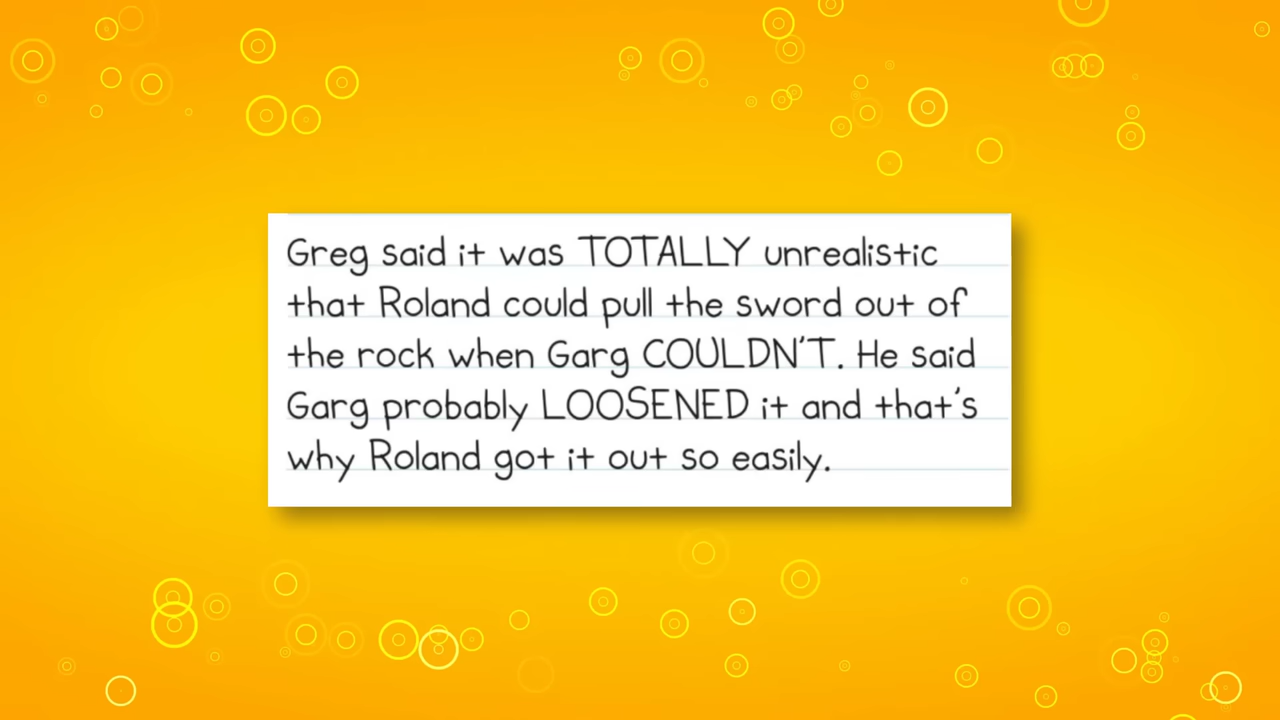 Greg said it was TOTALLY unrealistic
that Roland could pull the sword out of
the rock when Garg COULDN'T. He said
Garg probably LOOSENED it and that's
why Roland got it out so easily.